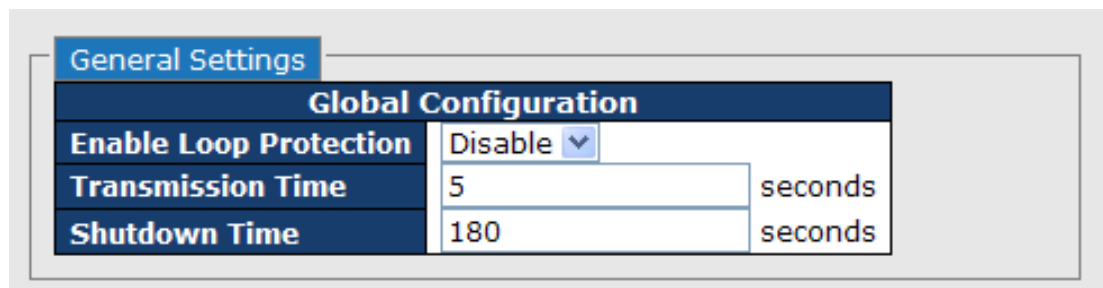 General Settings
Global Configuration
Enable Loop Protection Disable
Transmission Time 5 seconds
Shutdown Time 180 seconds